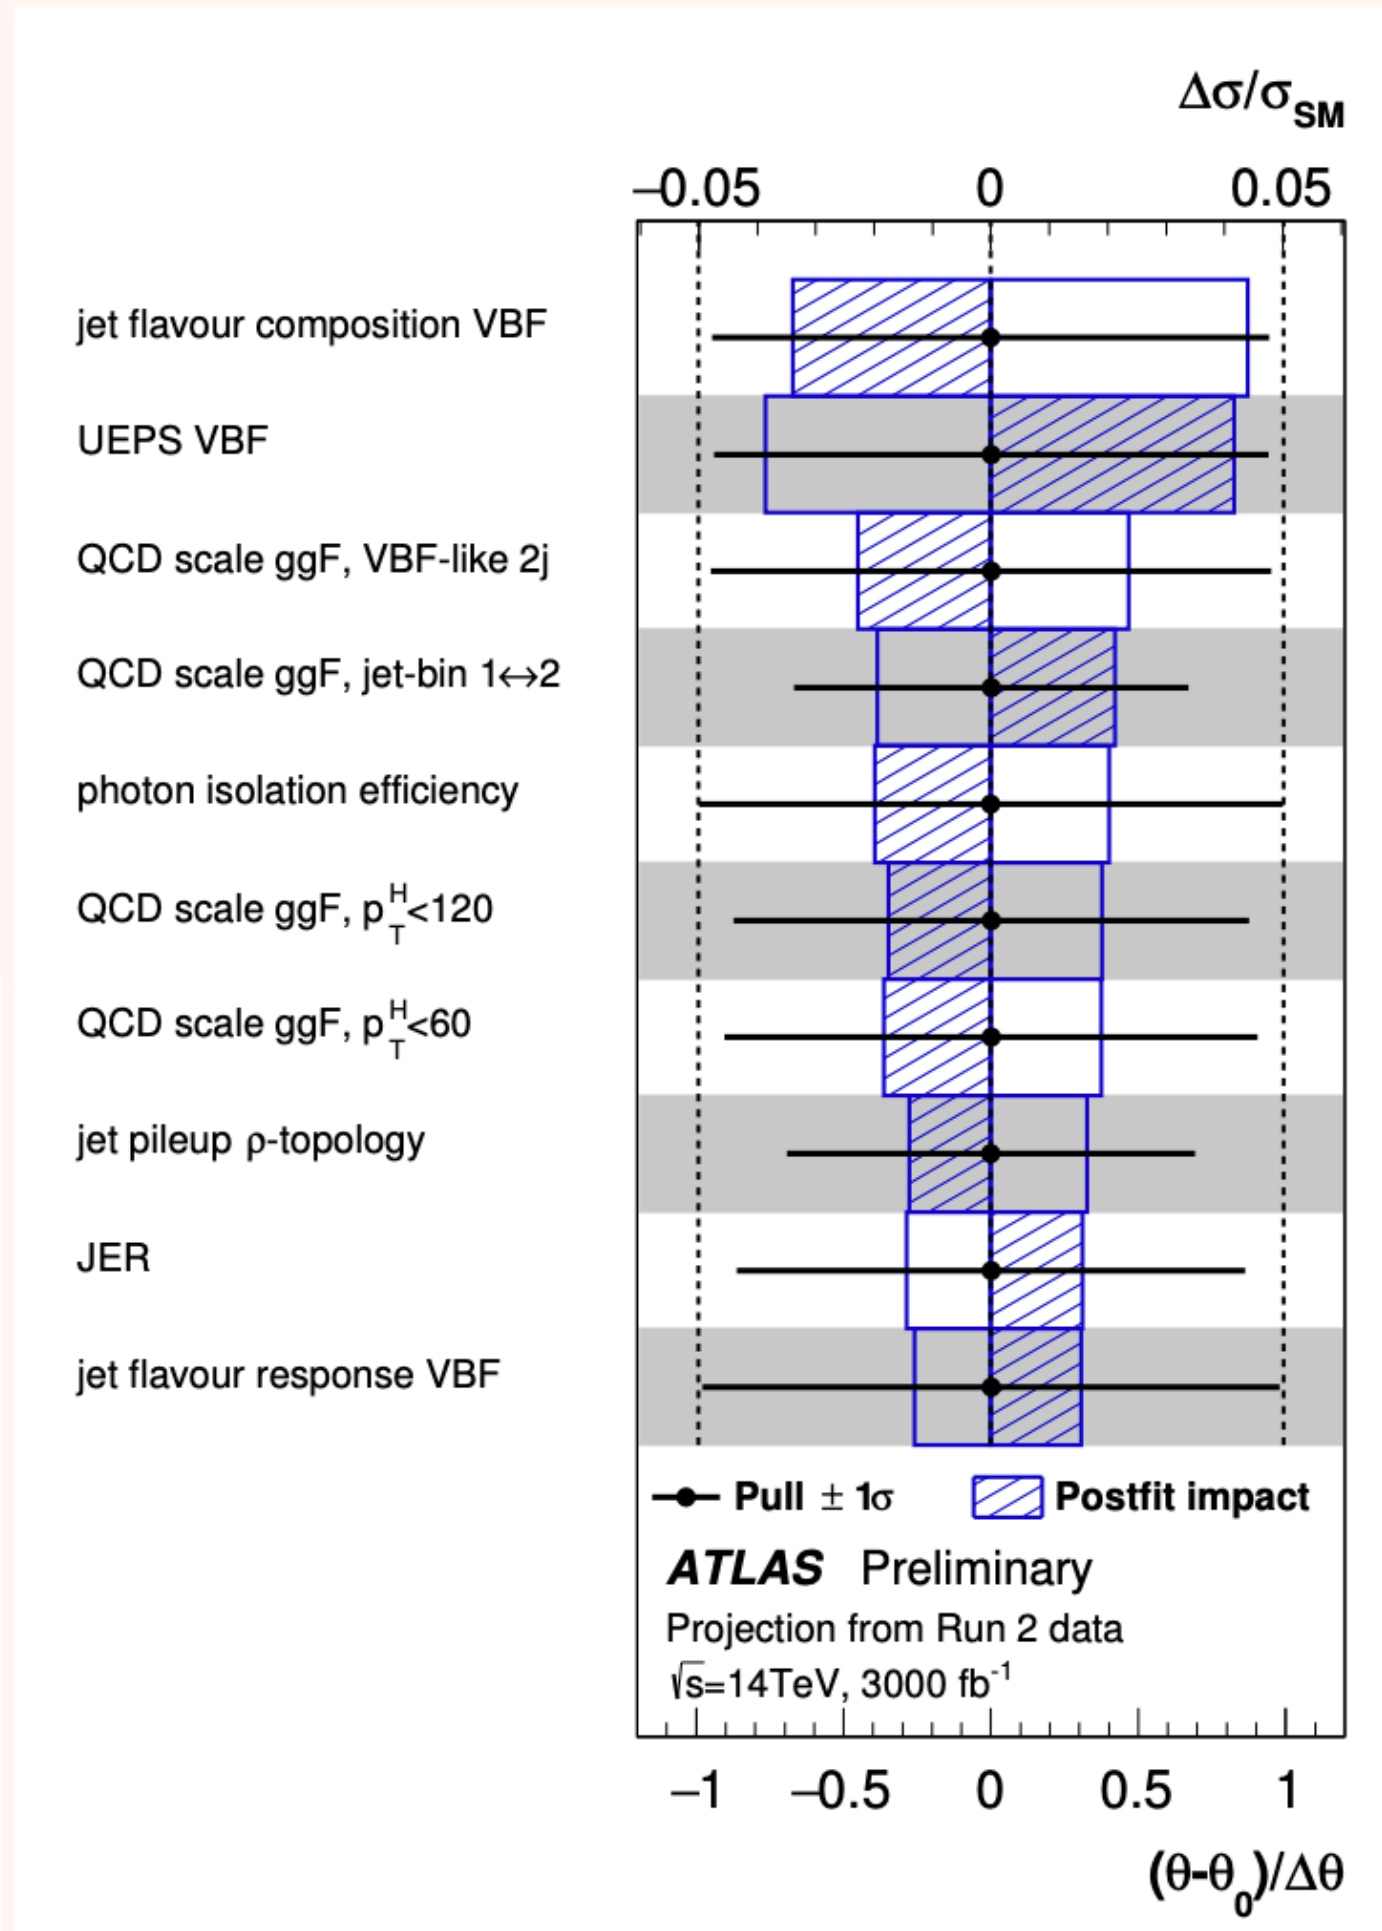 Δσ/σSM
−0.05 0 0.05
jet flavour composition VBF
UEPS VBF
QCD scale ggF, VBF-like 2j
QCD scale ggF, jet-bin 1↔2
photon isolation efficiency
QCD scale ggF, pTH<120
QCD scale ggF, pTH<60
jet pileup ρ-topology
JER
jet flavour response VBF
Pull ± 1σ Postfit impact
ATLAS Preliminary
Projection from Run 2 data
√s=14TeV, 3000 fb-1
−1 −0.5 0 0.5 1
(θ-θ0)/Δθ